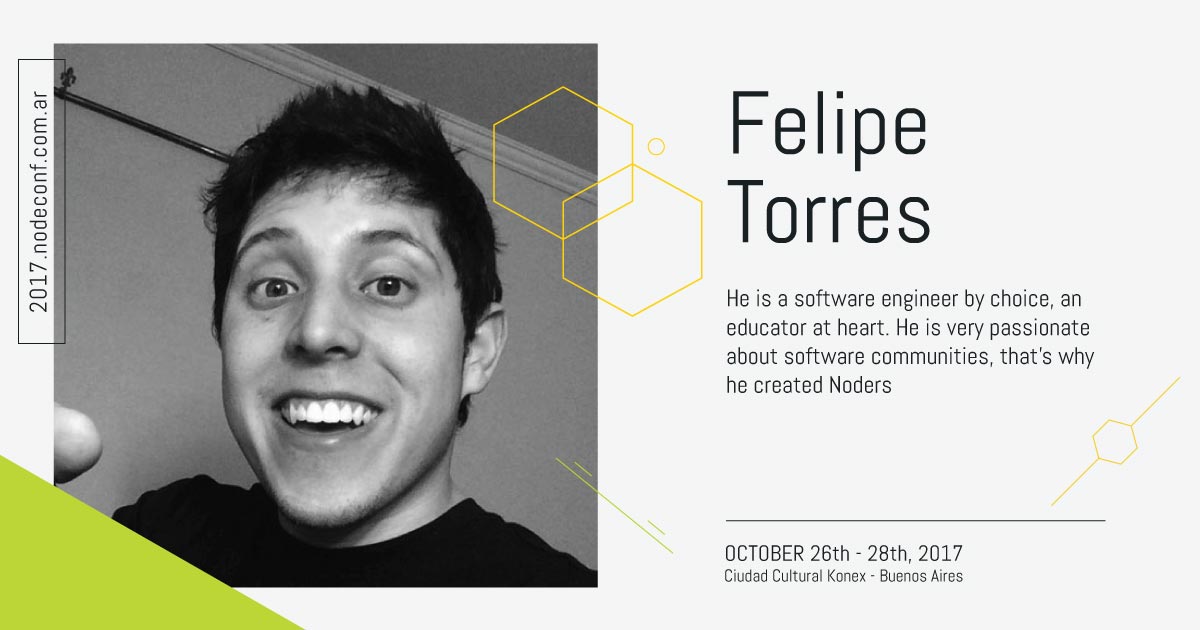 2017.nodeconf.com.ar
Felipe
Torres
He is a software engineer by choice, an
educator at heart. He is very passionate
about software communities, that's why
he created Noders
OCTOBER 26th - 28th, 2017
Ciudad Cultural Konex - Buenos Aires